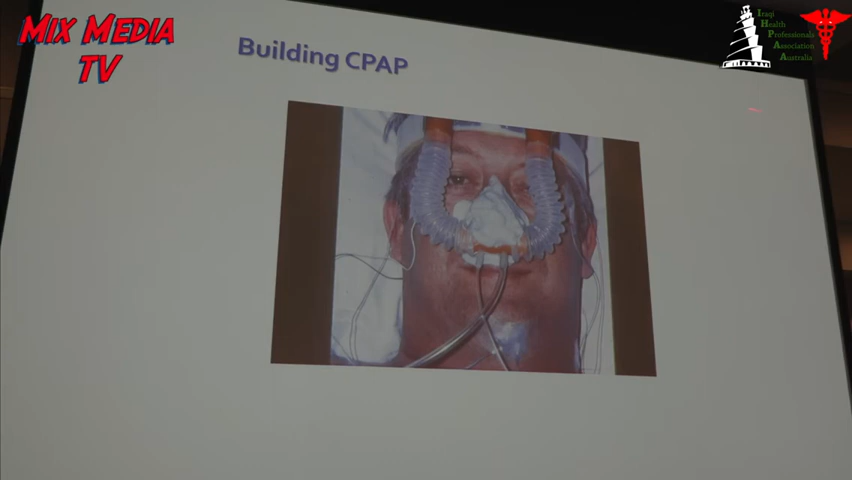 Mix Media
TV
Building CPAP
Iraqi
Health
Professionals
Association
Australia